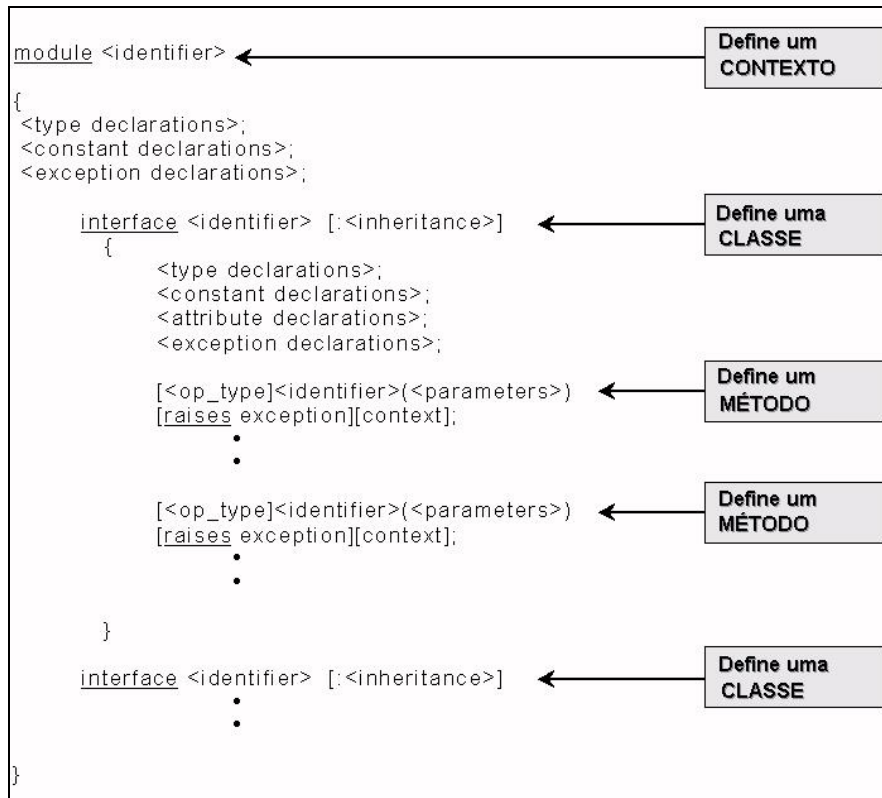 module <identifier>
Define um
CONTEXTO
{
<type declarations>;
<constant declarations>;
<exception declarations>;
interface <identifier> [:<inheritance>]
Define uma
CLASSE
{
<type declarations>;
<constant declarations>;
<attribute declarations>;
<exception declarations>;
[<op_type]<identifier>(<parameters>)
[raises exception][context];
Define um
MÉTODO
•
•
[<op_type]<identifier>(<parameters>)
[raises exception][context];
Define um
MÉTODO
•
•
}
interface <identifier> [:<inheritance>]
Define uma
CLASSE
•
•
}